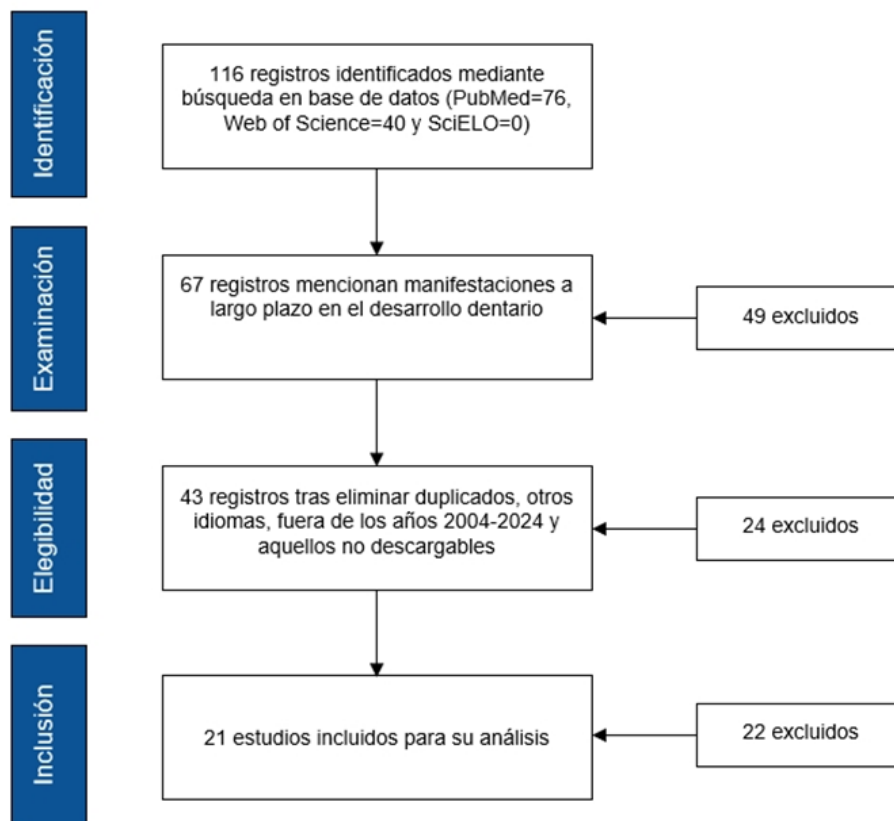 Identificación
116 registros identificados mediante
búsqueda en base de datos (PubMed=76,
Web of Science=40 y SciELO=0)
Examinación
67 registros mencionan manifestaciones a
largo plazo en el desarrollo dentario
49 excluidos
Elegibilidad
43 registros tras eliminar duplicados, otros
idiomas, fuera de los años 2004-2024 y
aquellos no descargables
24 excluidos
Inclusión
21 estudios incluidos para su análisis
22 excluidos